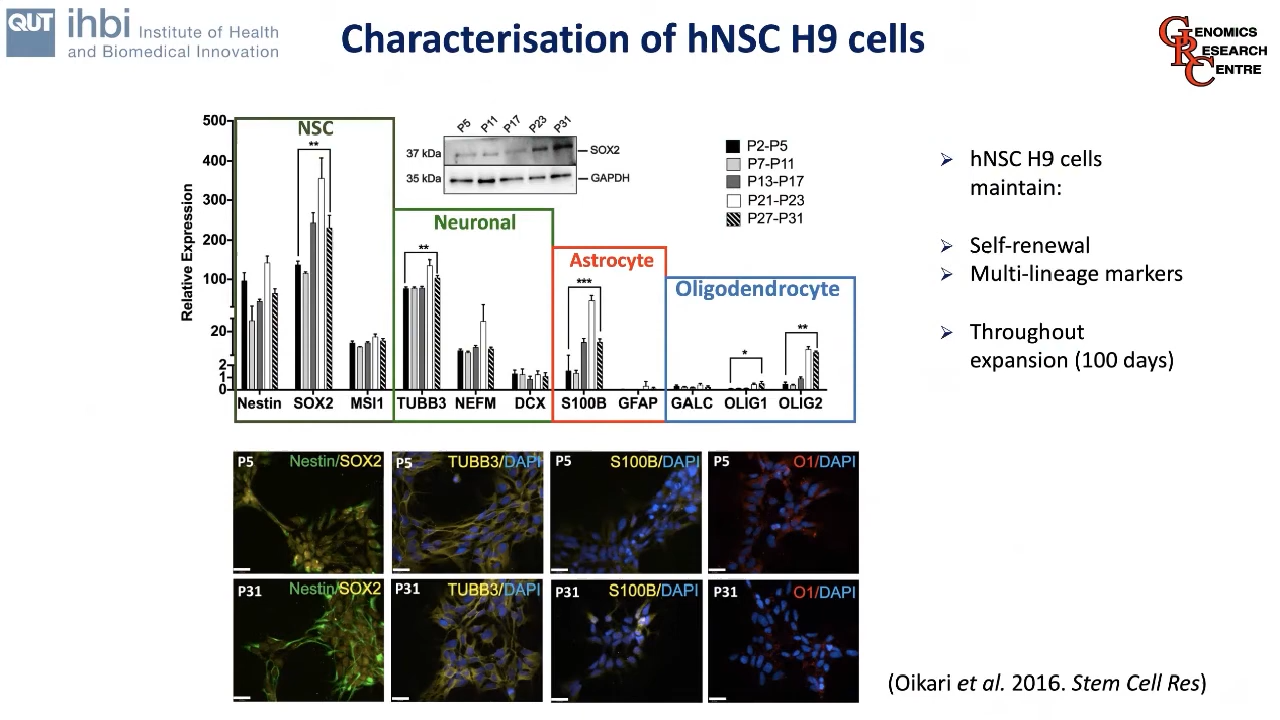 QUT ihbi Institute of Health
and Biomedical Innovation
Characterisation of hNSC H9 cells
GENOMICS
RESEARCH
CENTRE
500
400
300
200
100
20
2
1
0
Relative Expression
NSC
**
P5 P11 P17 P23 P31
37 kDa SOX2
35 kDa GAPDH
P2-P5
P7-P11
P13-P17
P21-P23
P27-P31
Neuronal
**
Astrocyte
***
Oligodendrocyte
*
**
Nestin SOX2 MSI1 TUBB3 NEFM DCX S100B GFAP GALC OLIG1 OLIG2
P5 Nestin/SOX2
P5 TUBB3/DAPI
P5 S100B/DAPI
P5 O1/DAPI
P31 Nestin/SOX2
P31 TUBB3/DAPI
P31 S100B/DAPI
P31 O1/DAPI
hNSC H9 cells
maintain:
Self-renewal
Multi-lineage markers
Throughout
expansion (100 days)
(Oikari et al. 2016. Stem Cell Res)